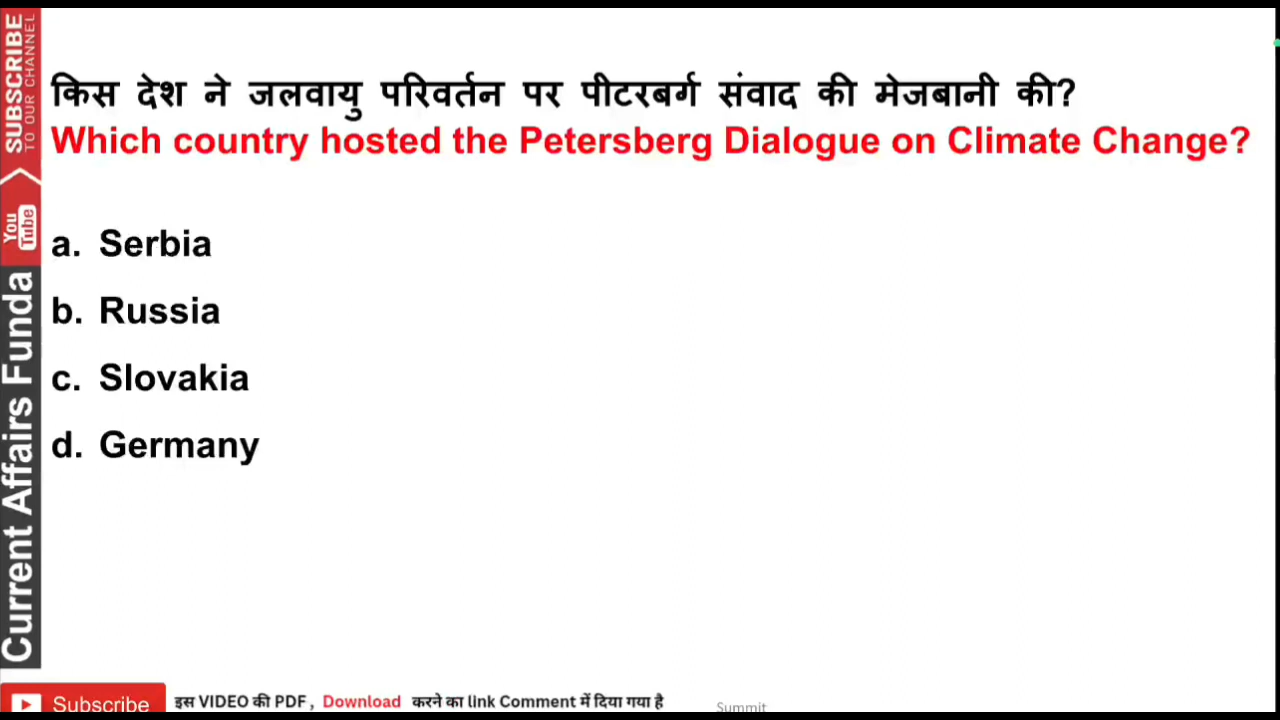 किस देश ने जलवायु परिवर्तन पर पीटरबर्ग संवाद की मेजबानी की?
Which country hosted the Petersberg Dialogue on Climate Change?
a. Serbia
b. Russia
c. Slovakia
d. Germany
SUBSCRIBE
TO OUR CHANNEL
You
Tube
Current Affairs Funda
Subscribe
इस VIDEO की PDF , Download करने का link Comment में दिया गया है
Summit